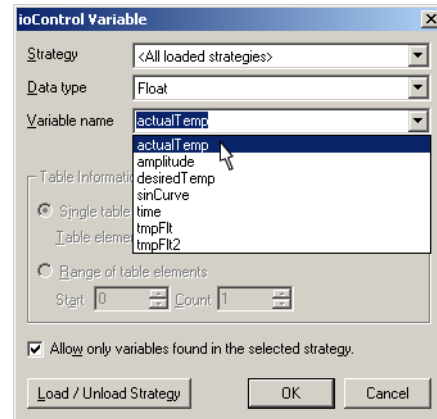 ioControl Variable
Strategy <All loaded strategies>
Data type Float
Variable name actualTemp
actualTemp
amplitude
desiredTemp
sinCurve
time
tmpFlt
tmpFlt2
Table
Single table
Table
Range of table elements
Start 0 Count 1
Allow only variables found in the selected strategy.
Load / Unload Strategy OK Cancel